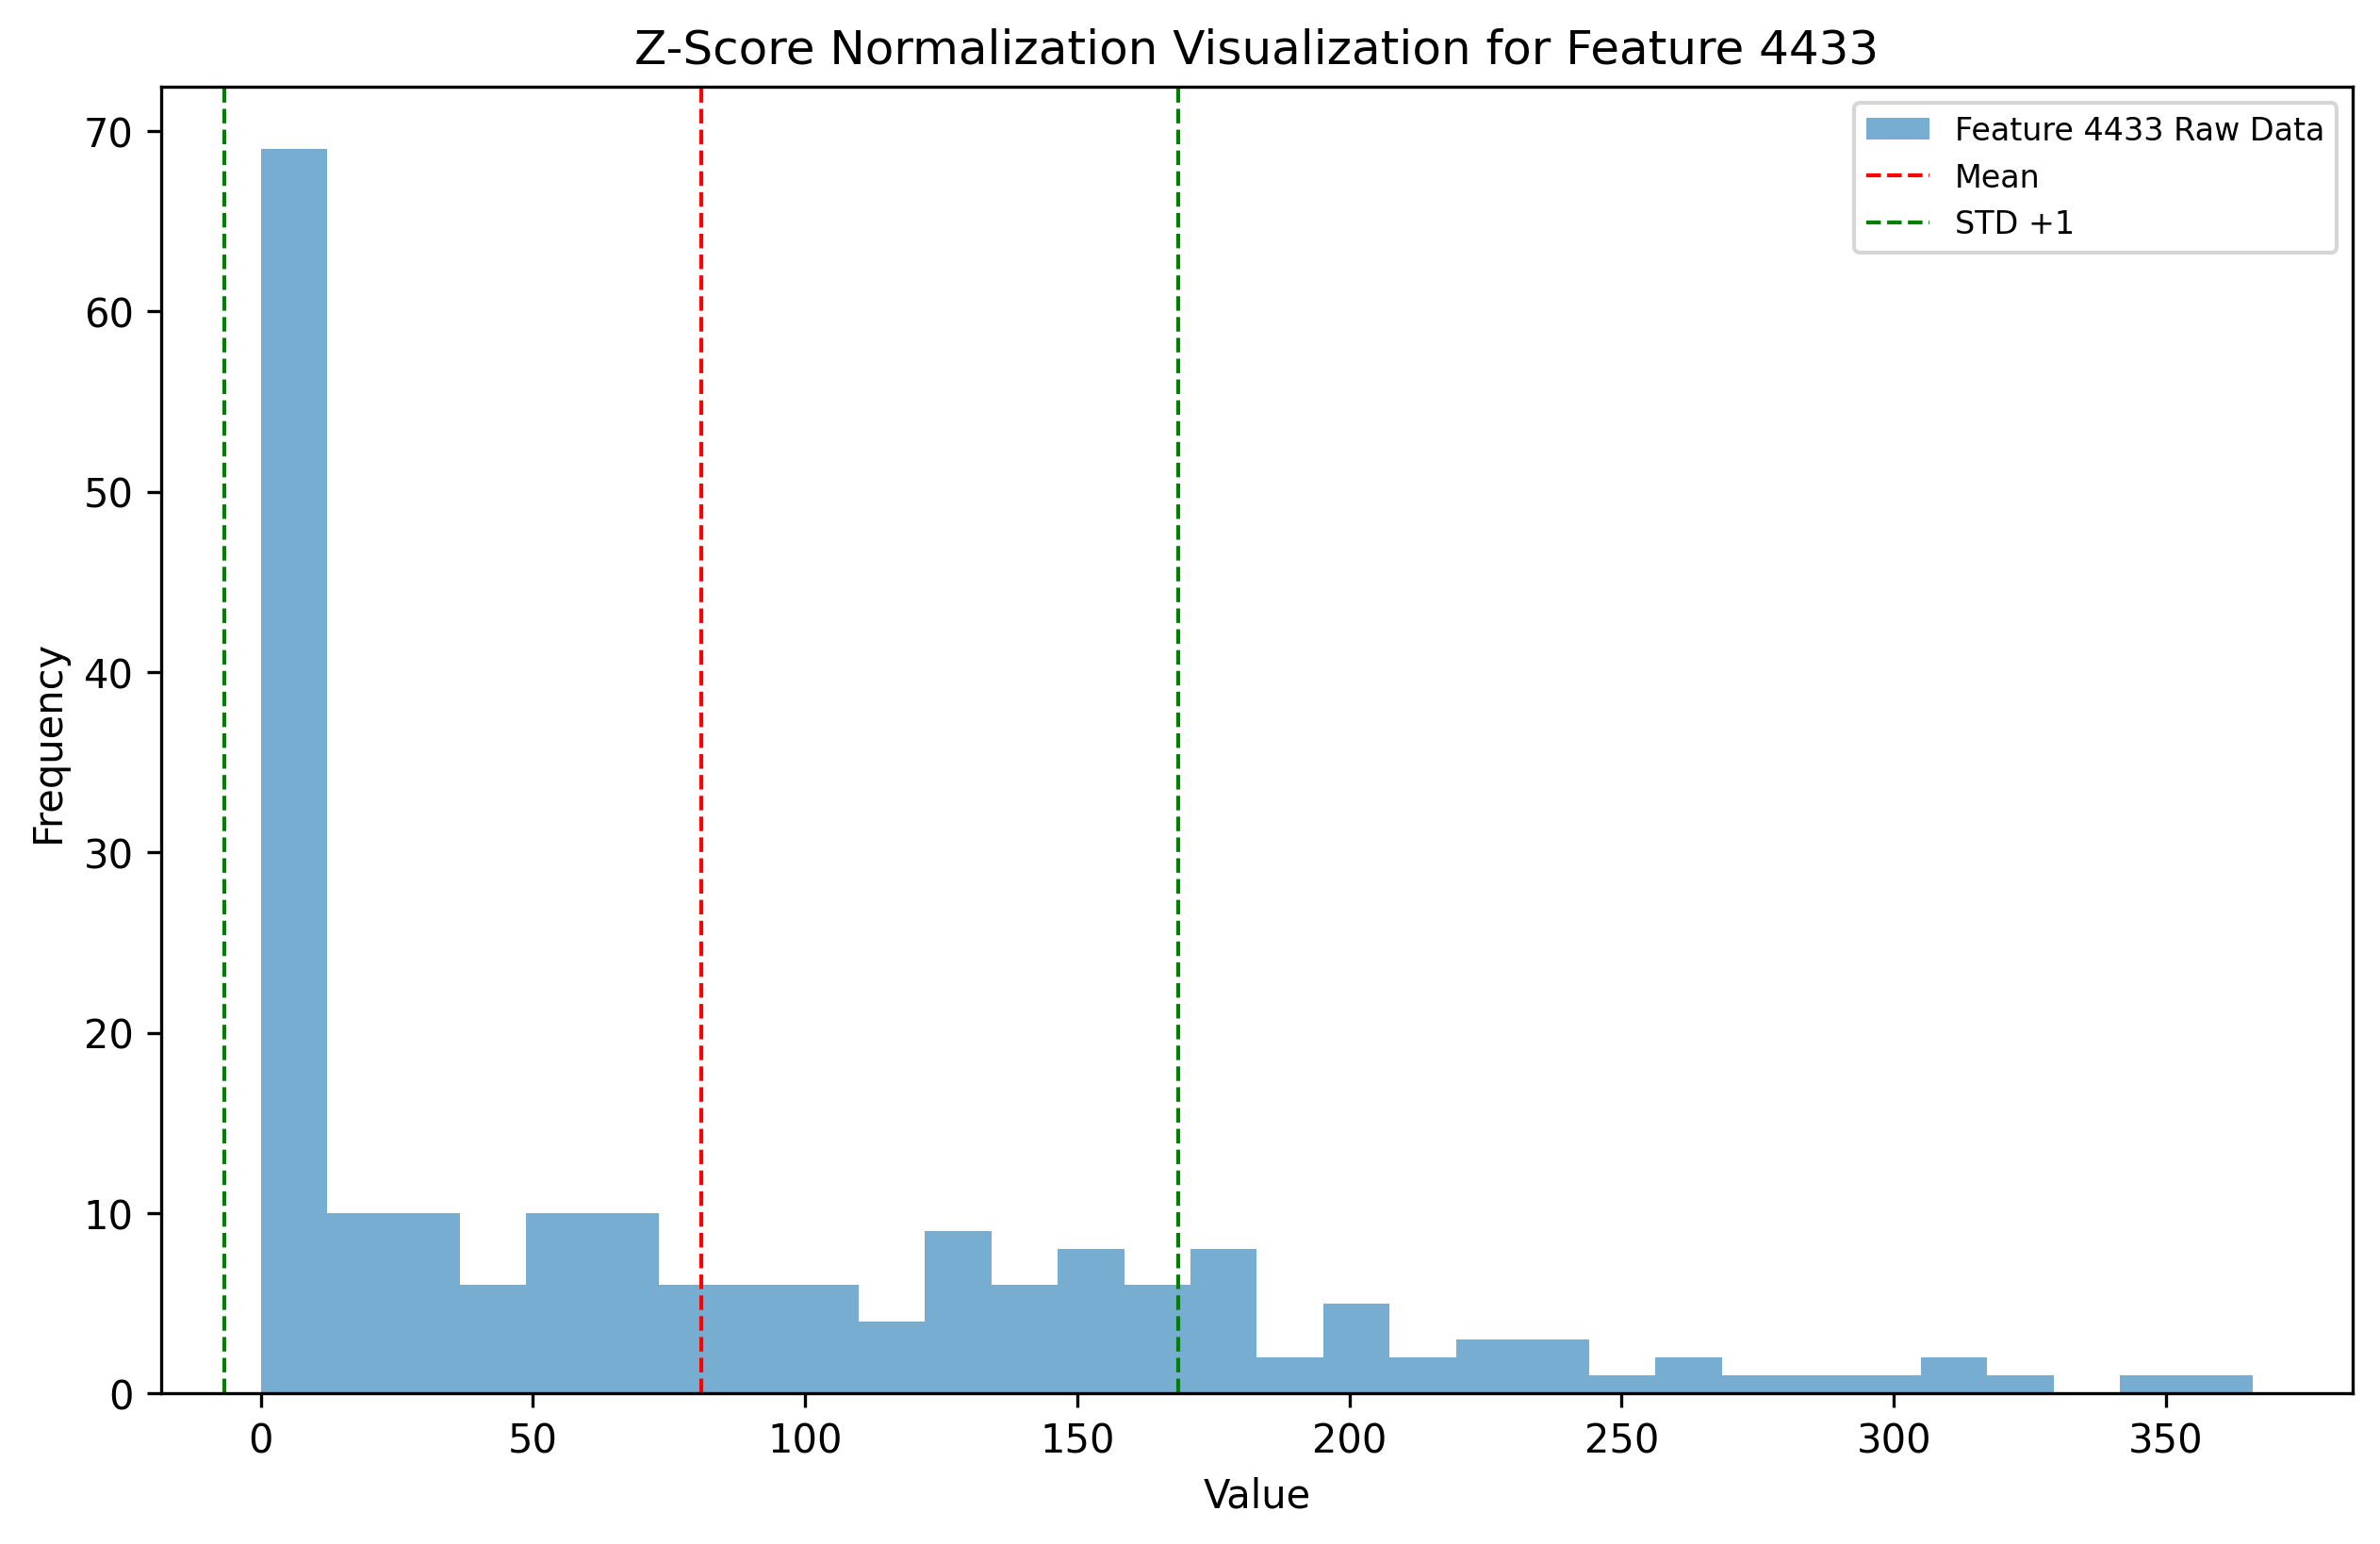 Z-Score Normalization Visualization for Feature 4433
Feature 4433 Raw Data
Mean
STD +1
70
60
50
40
30
20
10
0
Frequency
0 50 100 150 200 250 300 350
Value